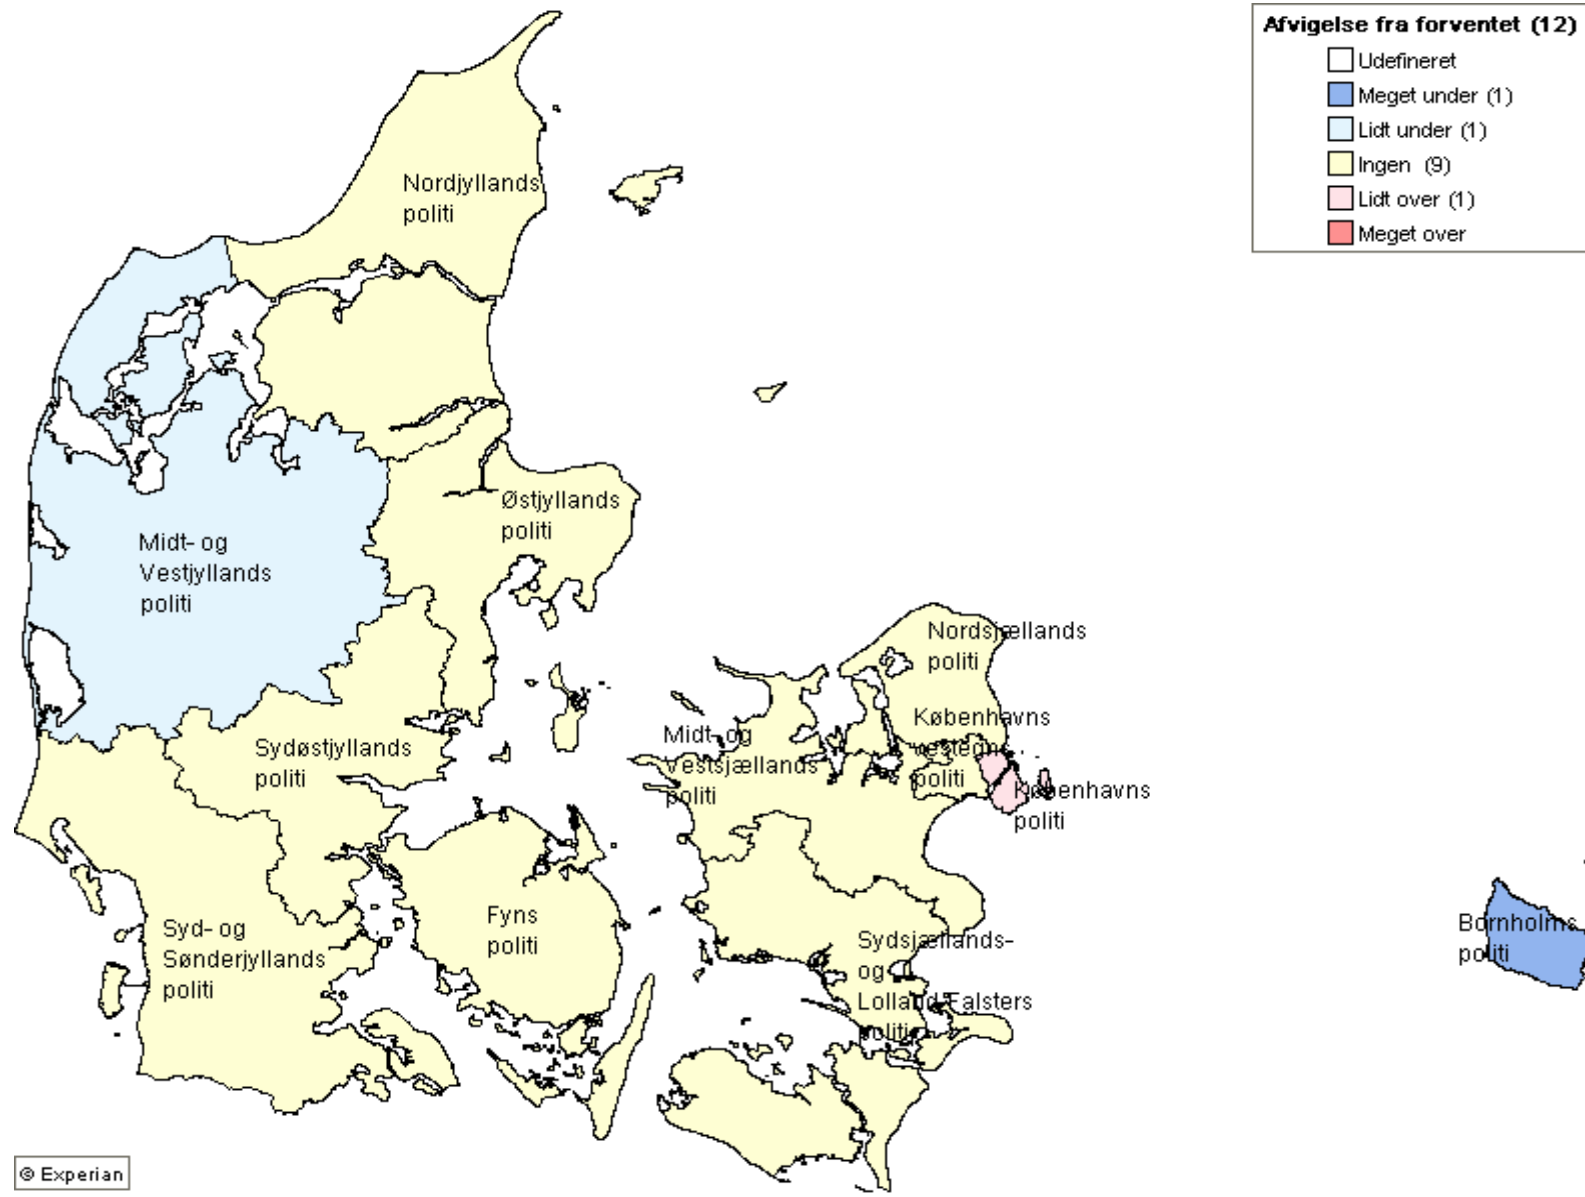 Afvigelse fra forventet (12)
Udefineret
Meget under (1)
Lidt under (1)
Ingen (9)
Lidt over (1)
Meget over
Nordjyllands
politi
Østjyllands
politi
Midt- og
Vestjyllands
politi
Nordsjællands
politi
Københavns
vestegns
politi
Københavns
politi
Midt- og
Vestsjællands
politi
Sydøstjyllands
politi
Fyns
politi
Syd- og
Sønderjyllands
politi
Sydsjællands-
og
Lolland-Falsters
politi
Bornholms
politi
© Experian